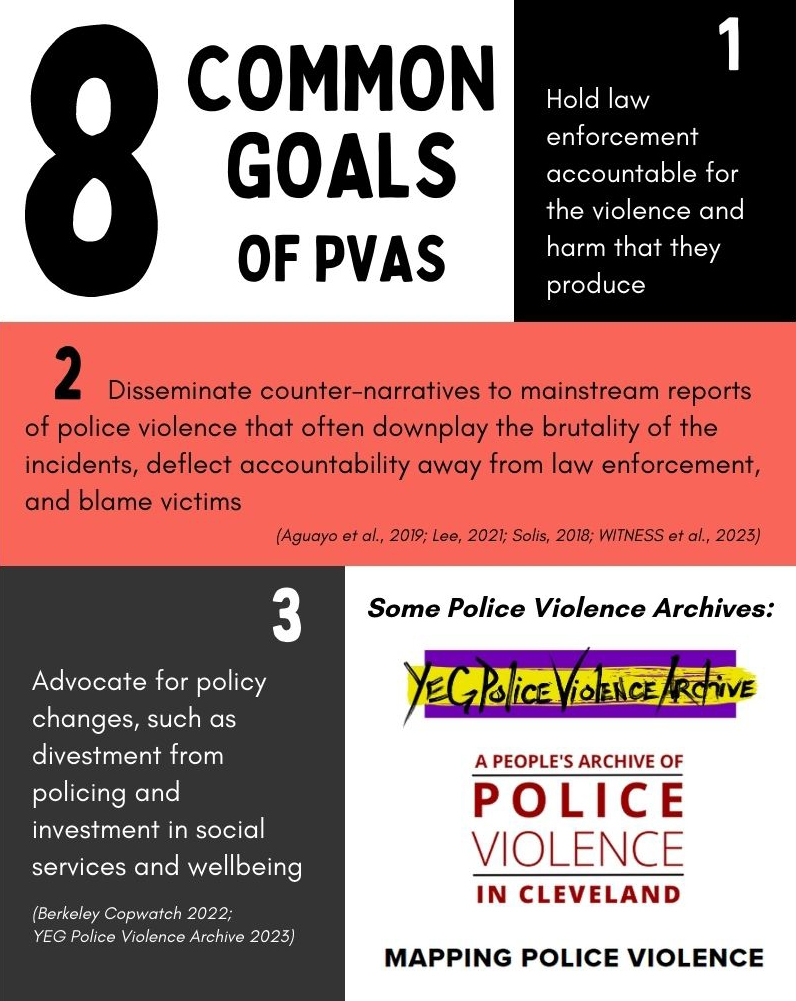 8
COMMON
GOALS
OF PVAS
1
Hold law
enforcement
accountable for
the violence and
harm that they
produce
2 Disseminate counter-narratives to mainstream reports
of police violence that often downplay the brutality of the
incidents, deflect accountability away from law enforcement,
and blame victims
(Aguayo et al., 2019; Lee, 2021; Solis, 2018; WITNESS et al., 2023)
3
Advocate for policy
changes, such as
divestment from
policing and
investment in social
services and wellbeing
(Berkeley Copwatch 2022;
YEG Police Violence Archive 2023)
Some Police Violence Archives:
YEG Police Violence Archive
A PEOPLE'S ARCHIVE OF
POLICE
VIOLENCE
IN CLEVELAND
MAPPING POLICE VIOLENCE